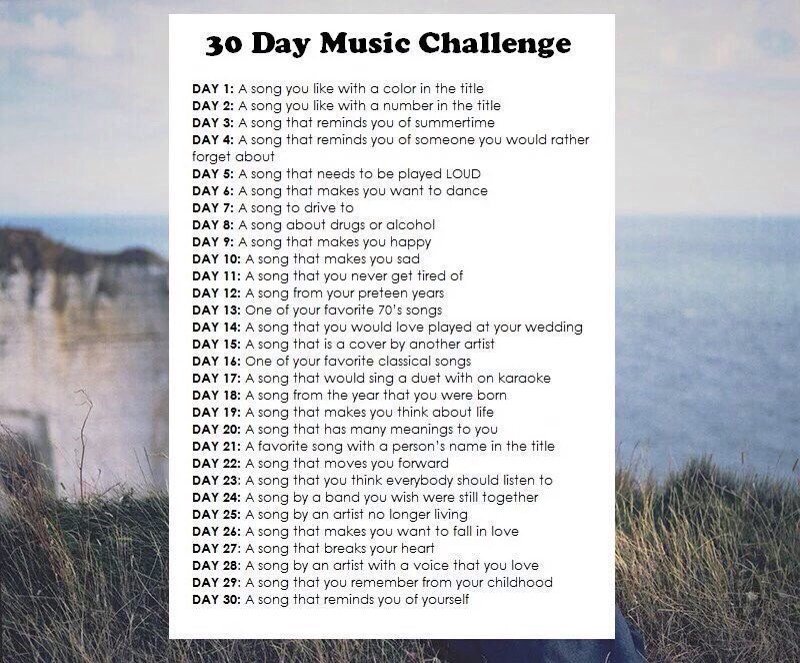 30 Day Music Challenge
DAY 1: A song you like with a color in the title
DAY 2: A song you like with a number in the title
DAY 3: A song that reminds you of summertime
DAY 4: A song that reminds you of someone you would rather
forget about
DAY 5: A song that needs to be played LOUD
DAY 6: A song that makes you want to dance
DAY 7: A song to drive to
DAY 8: A song about drugs or alcohol
DAY 9: A song that makes you happy
DAY 10: A song that makes you sad
DAY 11: A song that you never get tired of
DAY 12: A song from your preteen years
DAY 13: One of your favorite 70's songs
DAY 14: A song that you would love played at your wedding
DAY 15: A song that is a cover by another artist
DAY 16: One of your favorite classical songs
DAY 17: A song that would sing a duet with on karaoke
DAY 18: A song from the year that you were born
DAY 19: A song that makes you think about life
DAY 20: A song that has many meanings to you
DAY 21: A favorite song with a person's name in the title
DAY 22: A song that moves you forward
DAY 23: A song that you think everybody should listen to
DAY 24: A song by a band you wish were still together
DAY 25: A song by an artist no longer living
DAY 26: A song that makes you want to fall in love
DAY 27: A song that breaks your heart
DAY 28: A song by an artist with a voice that you love
DAY 29: A song that you remember from your childhood
DAY 30: A song that reminds you of yourself